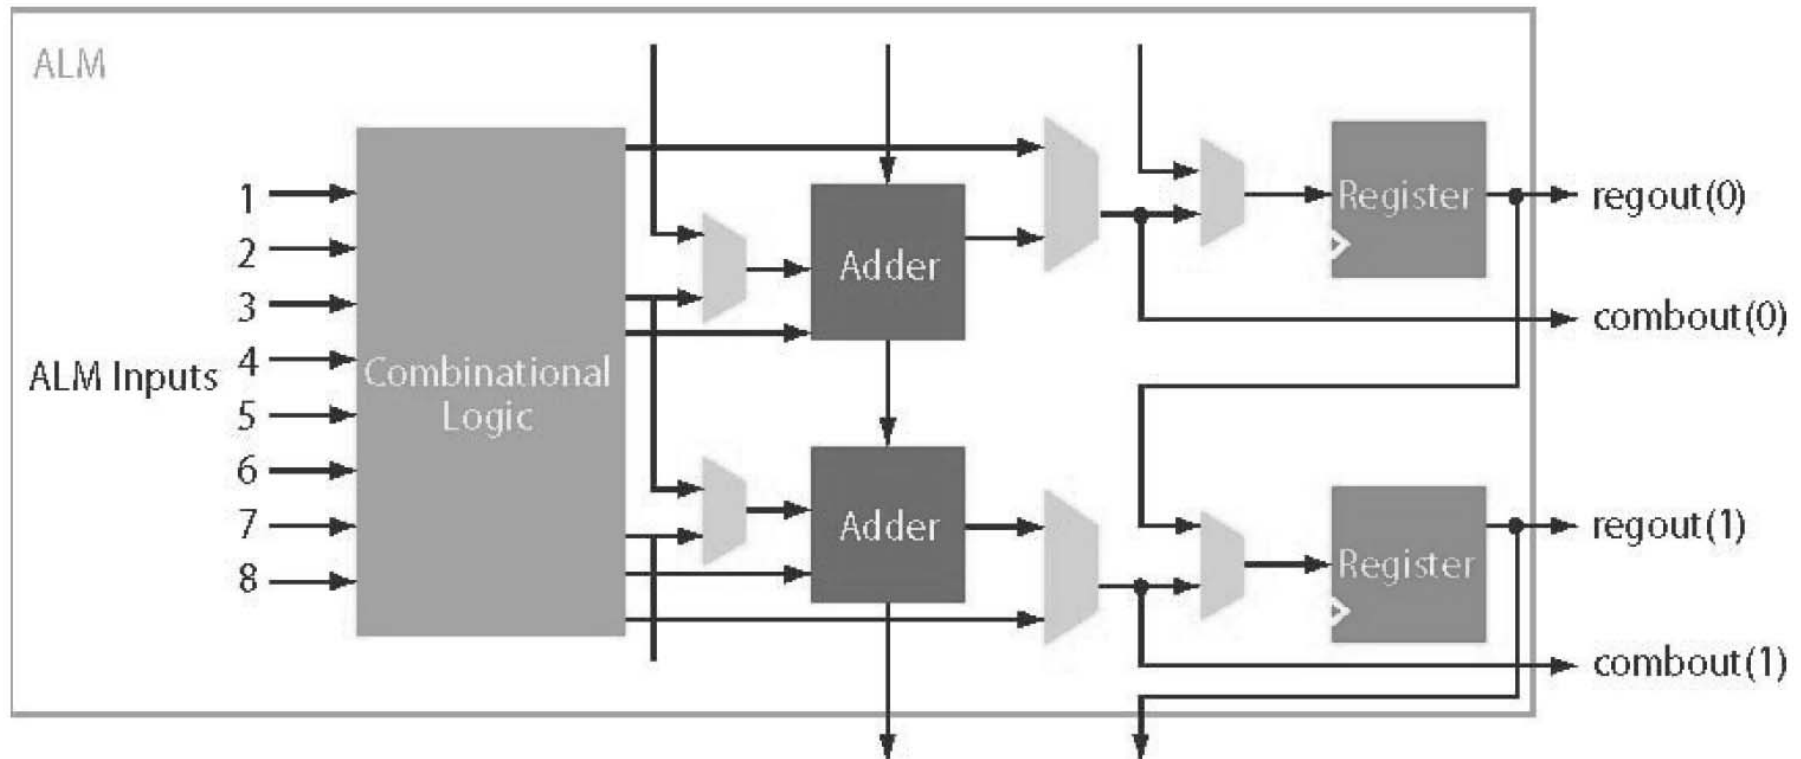 ALM
1
2
3
4
5
6
7
8
ALM Inputs
Combinational
Logic
Adder
Adder
Register
Register
regout(0)
combout(0)
regout(1)
combout(1)